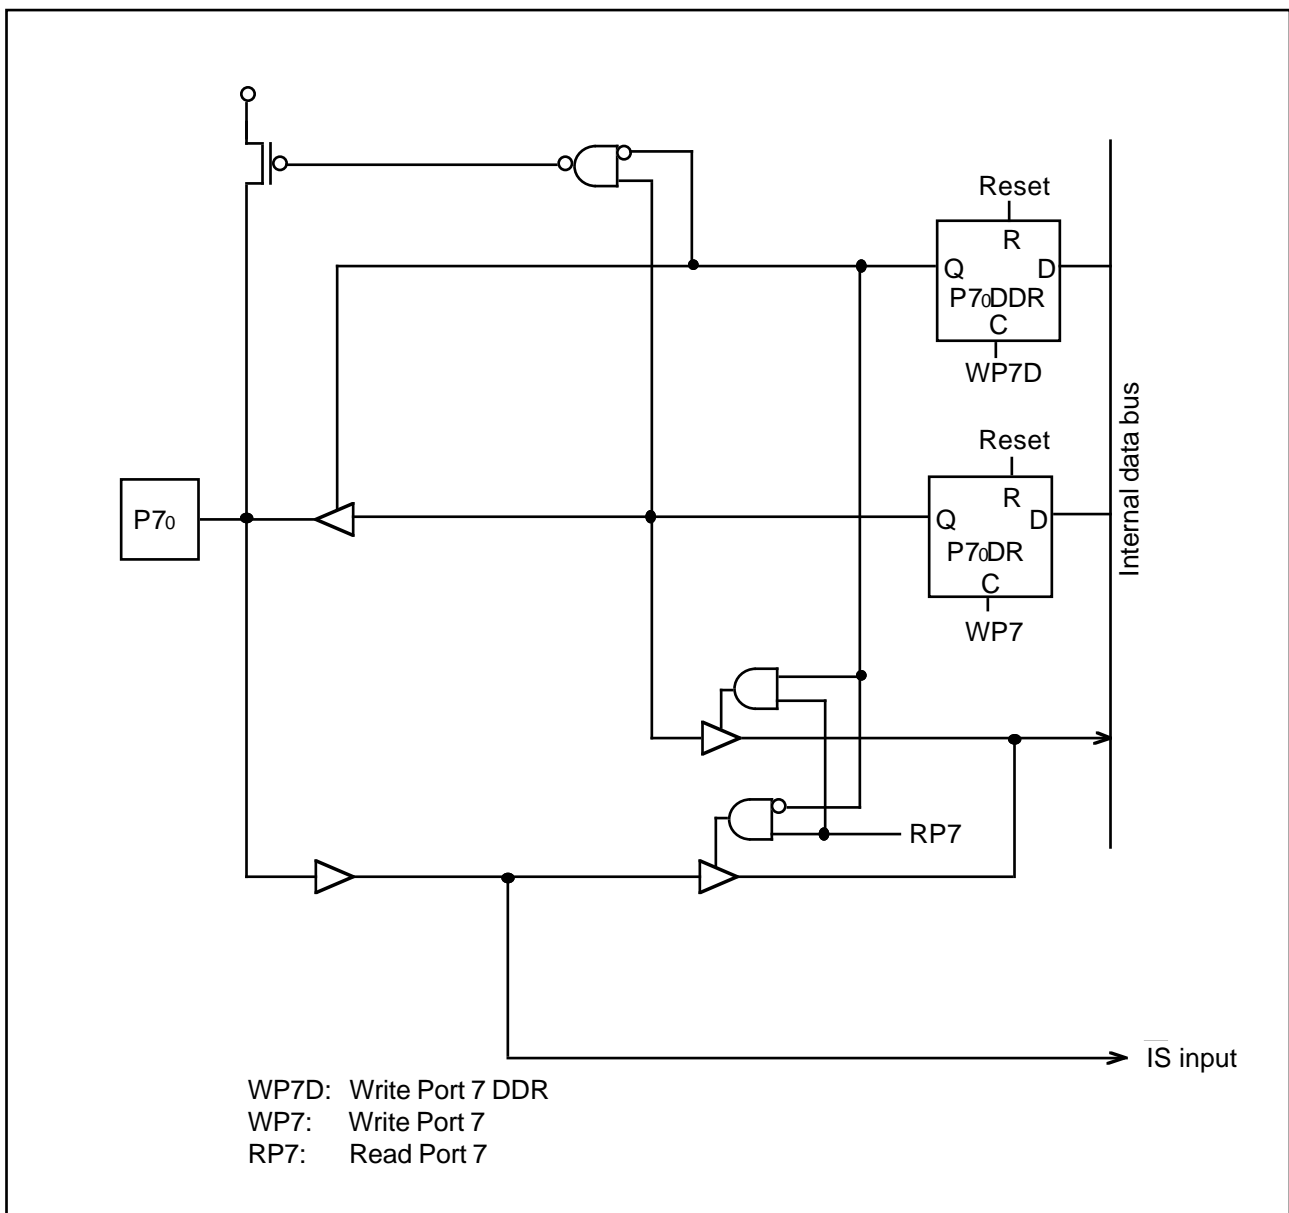 Reset
R
Q D
P7₀DDR
C
WP7D
Internal data bus
Reset
R
P7₀
Q D
P7₀DR
C
WP7
RP7
I̅S̅ input
WP7D: Write Port 7 DDR
WP7: Write Port 7
RP7: Read Port 7